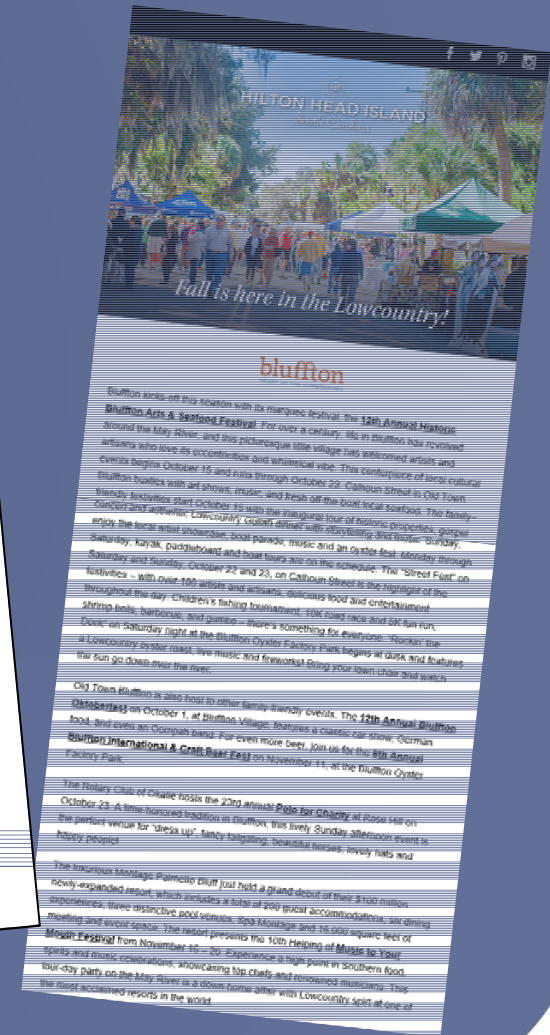 HILTON HEAD ISLAND
South Carolina
Fall is here in the Lowcountry!
bluffton
Bluffton kicks-off this season with its marquee festival, the 12th Annual Historic
Bluffton Arts & Seafood Festival. For over a century, life in Bluffton has revolved
around the May River, and this picturesque little village has welcomed artists and
artisans who love its eccentricities and whimsical vibe. This centerpiece of local cultural
events begins October 15 and runs through October 23. Calhoun Street in Old Town
Bluffton bustles with art shows, music, and fresh off the boat local seafood. The family-
friendly festivities start October 15 with the inaugural tour of historic properties, gospel
concert and authentic Lowcountry Gullah dinner with storytelling and music. Sunday,
enjoy the local artist showcase, boat parade, music and an oyster fest. Monday through
Saturday, kayak, paddleboard and boat tours are on the schedule. The "Street Fest" on
Saturday and Sunday, October 22 and 23, on Calhoun Street is the highlight of the
festivities – with over 100 artists and artisans, delicious food and entertainment
throughout the day. Children's fishing tournament, 10K road race and 5K fun run,
shrimp boils, barbecue, and gumbo – there's something for everyone. "Rockin' the
Dock" on Saturday night at the Bluffton Oyster Factory Park begins at dusk and features
a Lowcountry oyster roast, live music and fireworks! Bring your lawn chair and watch
the sun go down over the river.
Old Town Bluffton is also host to other family-friendly events. The 12th Annual Bluffton
Oktoberfest on October 1, at Bluffton Village, features a classic car show, German
food, and even an Oompah band. For even more beer, join us for the 8th Annual
Bluffton International & Craft Beer Fest on November 11, at the Bluffton Oyster
Factory Park.
The Rotary Club of Okatie hosts the 23rd annual Polo for Charity at Rose Hill on
October 23. A time-honored tradition in Bluffton, this lively Sunday afternoon event is
the perfect venue for "dress up", fancy tailgating, beautiful horses, lovely hats and
happy people!
The luxurious Montage Palmetto Bluff just held a grand debut of their $100 million
newly-expanded resort, which includes a total of 200 guest accommodations, six dining
experiences, three distinctive pool venues, Spa Montage and 16,000 square feet of
meeting and event space. The resort presents the 10th Helping of Music to Your
Mouth Festival from November 16 – 20. Experience a high point in Southern food,
spirits and music celebrations, showcasing top chefs and renowned musicians. This
four-day party on the May River is a down-home affair with Lowcountry spirit at one of
the most acclaimed resorts in the world.